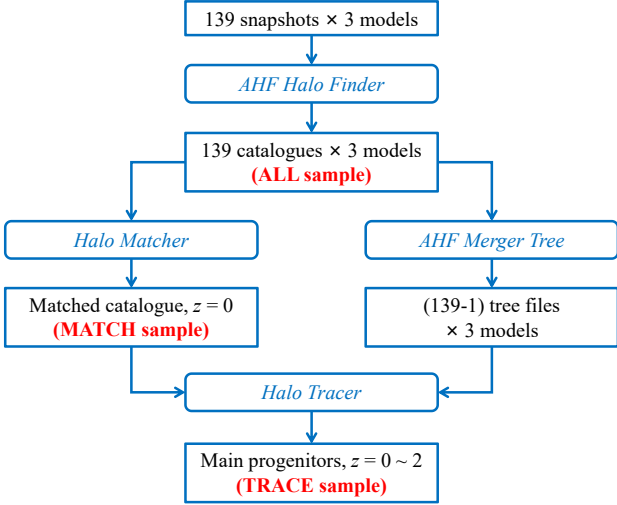 139 snapshots × 3 models
AHF Halo Finder
139 catalogues × 3 models
(ALL sample)
Halo Matcher
AHF Merger Tree
Matched catalogue, z = 0
(MATCH sample)
(139-1) tree files
× 3 models
Halo Tracer
Main progenitors, z = 0 ~ 2
(TRACE sample)